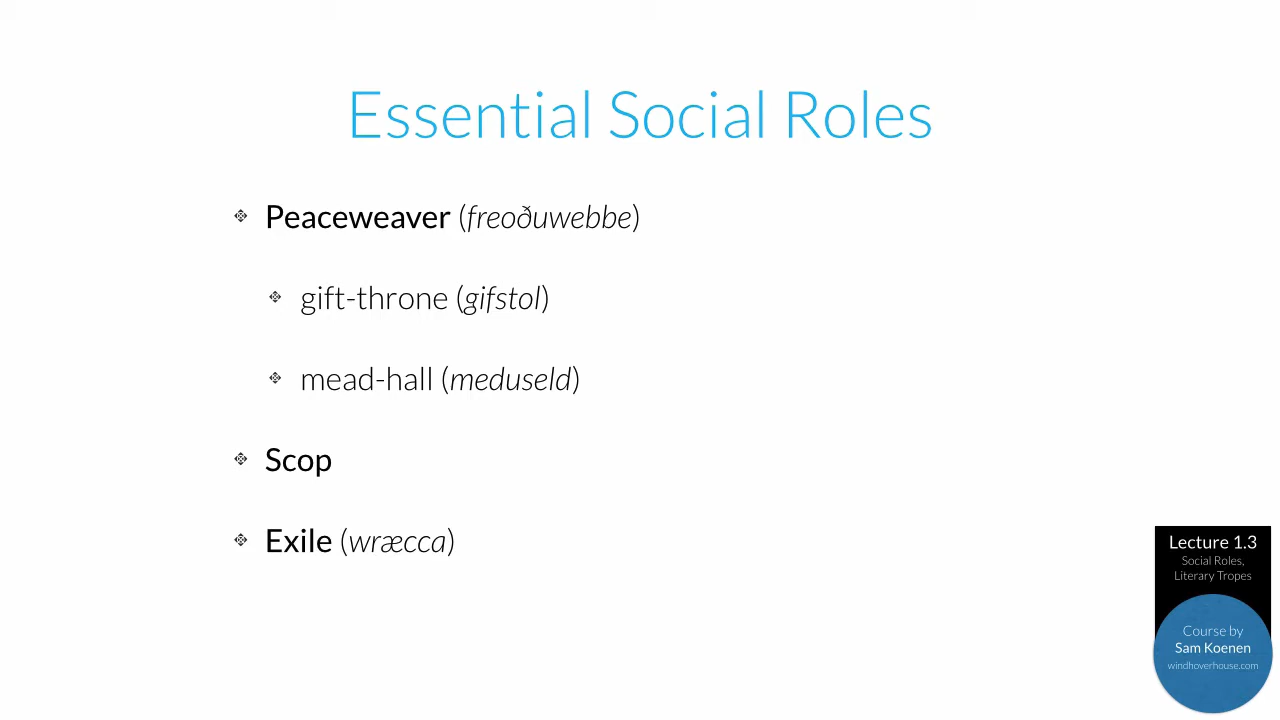 Essential Social Roles
Peaceweaver (freoðuwebbe)
gift-throne (gifstol)
mead-hall (meduseld)
Scop
Exile (wræcca)
Lecture 1.3
Social Roles,
Literary Tropes
Course by
Sam Koenen
windhoverhouse.com